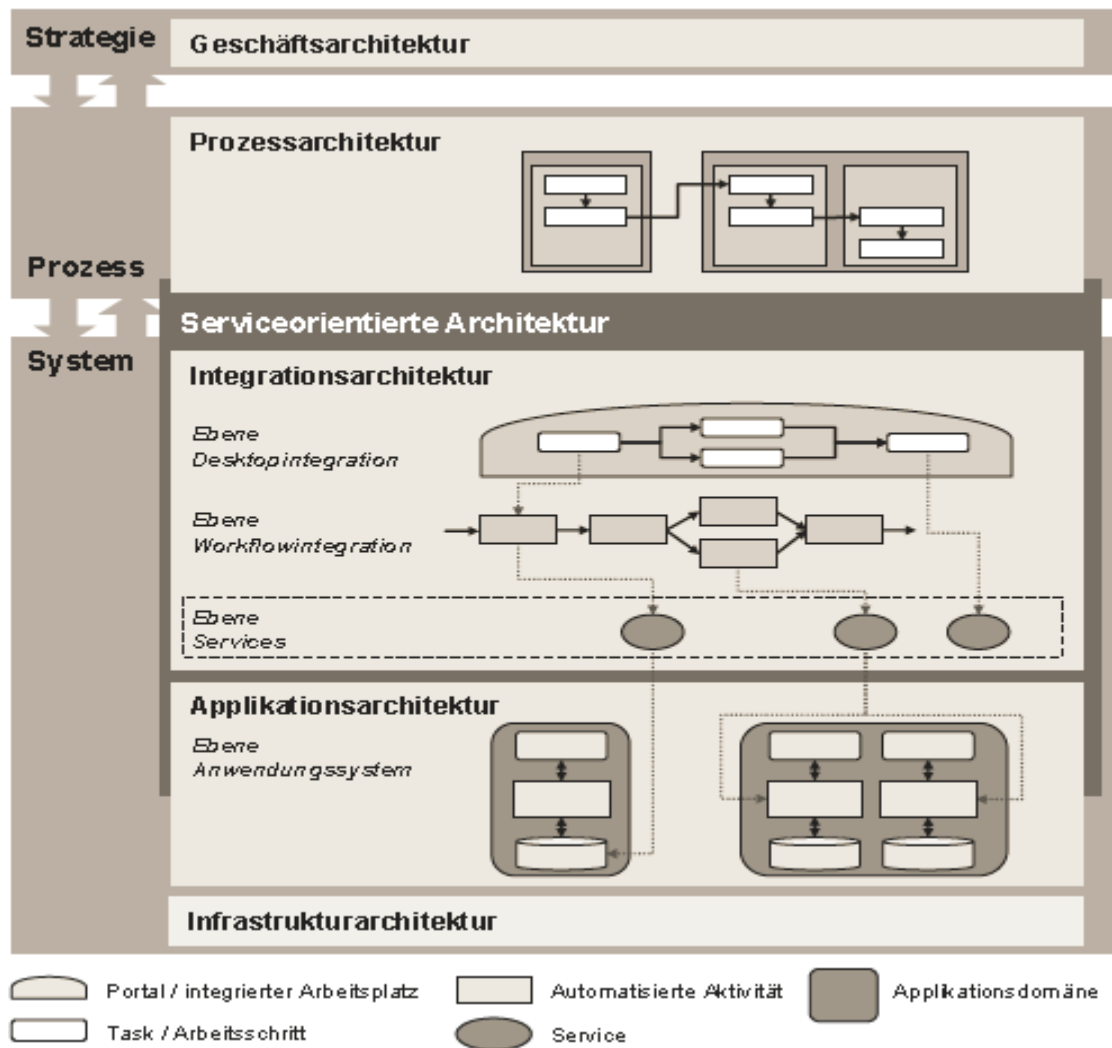 Strategie
Geschäftsarchitektur
Prozessarchitektur
Prozess
Serviceorientierte Architektur
System
Integrationsarchitektur
Ebene
Desktopintegration
Ebene
Workflowintegration
Ebene
Services
Applikationsarchitektur
Ebene
Anwendungssystem
Infrastrukturarchitektur
Portal / integrierter Arbeitsplatz
Automatisierte Aktivität
Applikationsdomäne
Task / Arbeitsschritt
Service